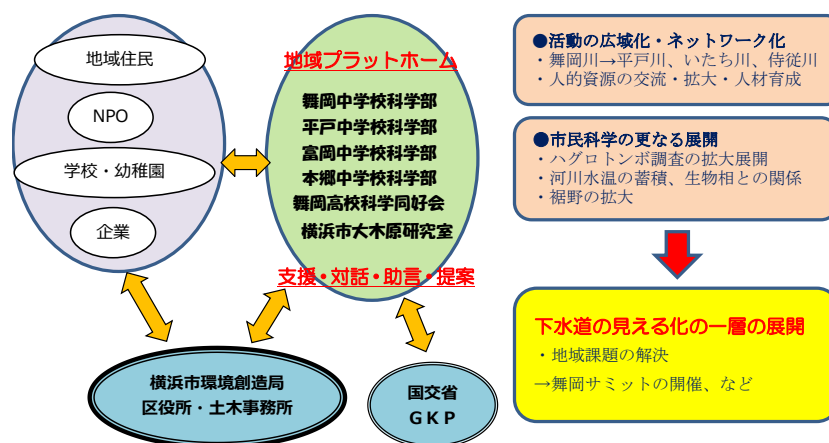 地域住民
NPO
学校・幼稚園
企業
地域プラットホーム
舞岡中学校科学部
平戸中学校科学部
富岡中学校科学部
本郷中学校科学部
舞岡高校科学同好会
横浜市大木原研究室
支援・対話・助言・提案
横浜市環境創造局
区役所・土木事務所
国交省
ＧＫＰ
●活動の広域化・ネットワーク化
・舞岡川→平戸川、いたち川、侍従川
・人的資源の交流・拡大・人材育成
●市民科学の更なる展開
・ハグロトンボ調査の拡大展開
・河川水温の蓄積、生物相との関係
・裾野の拡大
下水道の見える化の一層の展開
・地域課題の解決
→舞岡サミットの開催、など